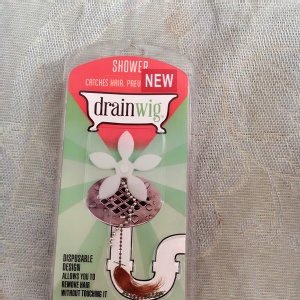 SHOWER
CATCHES HAIR, PREV
NEW
drainwig
DISPOSABLE
DESIGN
ALLOWS YOU TO
REMOVE HAIR
WITHOUT TOUCHING IT